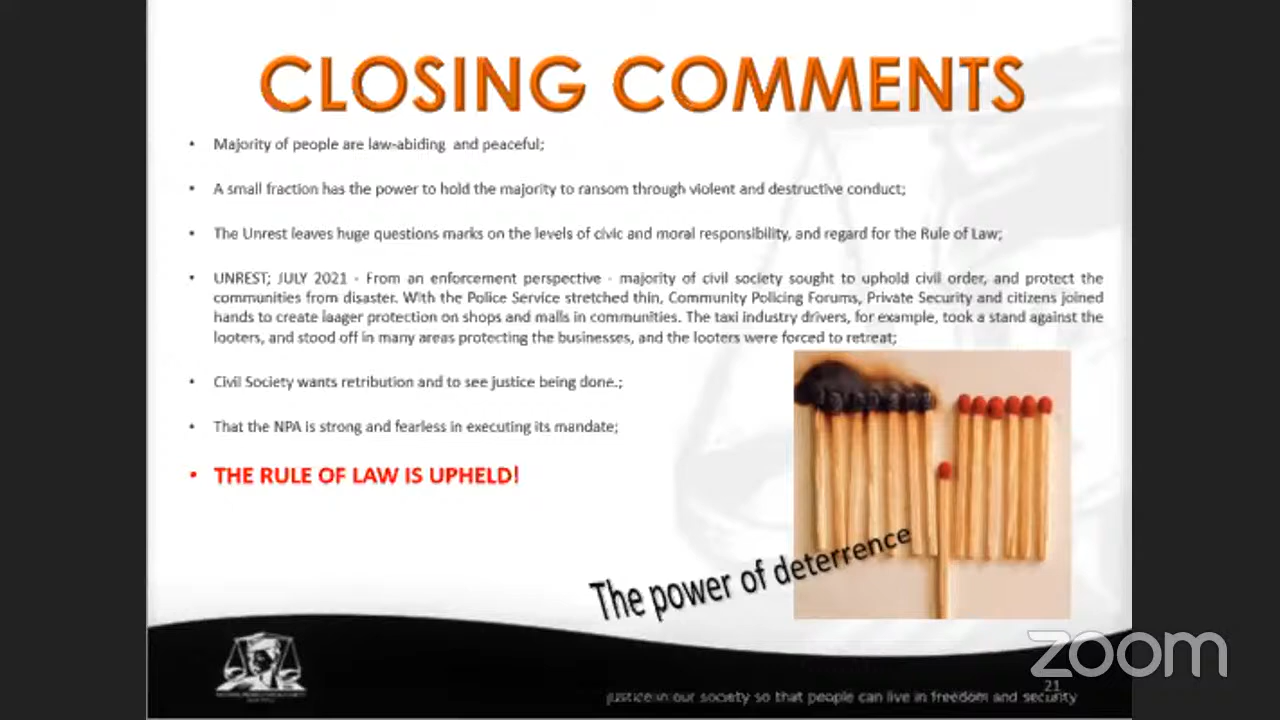 CLOSING COMMENTS
• Majority of people are law-abiding and peaceful;
• A small fraction has the power to hold the majority to ransom through violent and destructive conduct;
• The Unrest leaves huge questions marks on the levels of civic and moral responsibility, and regard for the Rule of Law;
• UNREST; JULY 2021 - From an enforcement perspective - majority of civil society sought to uphold civil order, and protect the
communities from disaster. With the Police Service stretched thin, Community Policing Forums, Private Security and citizens joined
hands to create laager protection on shops and malls in communities. The taxi industry drivers, for example, took a stand against the
looters, and stood off in many areas protecting the businesses, and the looters were forced to retreat;
• Civil Society wants retribution and to see justice being done.;
• That the NPA is strong and fearless in executing its mandate;
• THE RULE OF LAW IS UPHELD!
The power of deterrence
zoom
21
justice in our society so that people can live in freedom and security